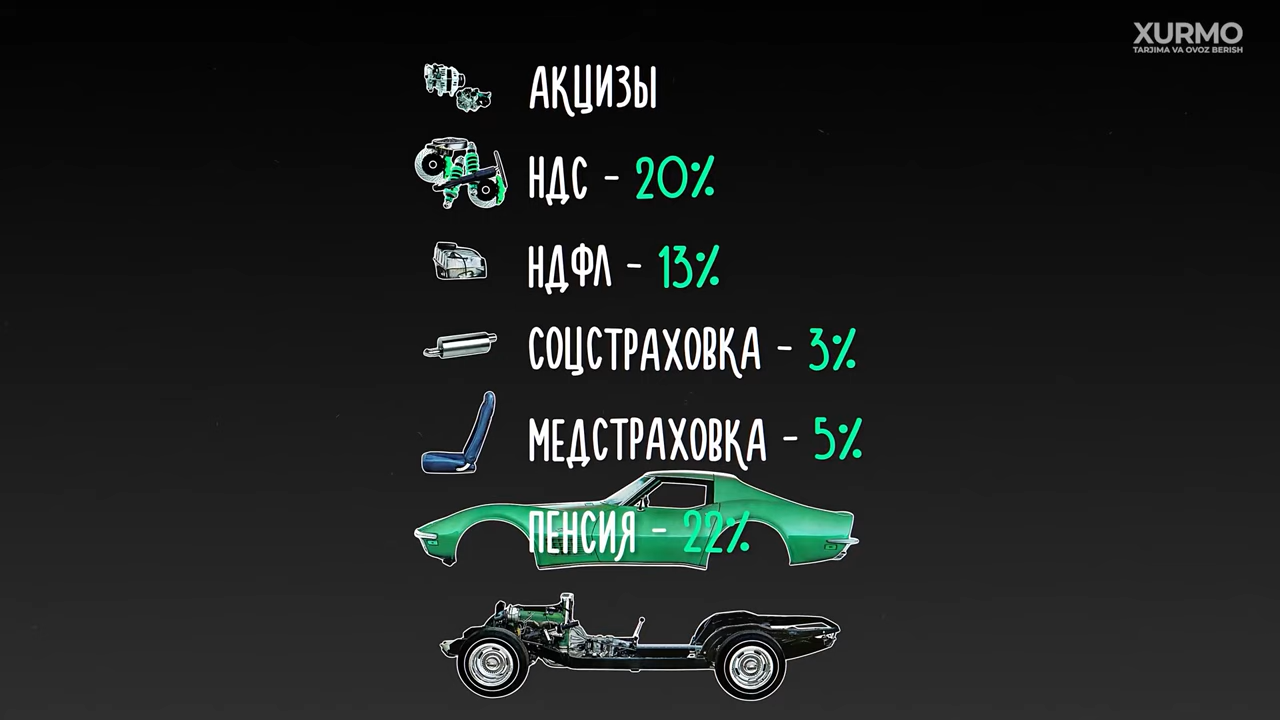 XURMO
TARJIMA VA OVOZ BERISH
АКЦИЗЫ
НДС - 20%
НДФЛ - 13%
СОЦСТРАХОВКА - 3%
МЕДСТРАХОВКА - 5%
ПЕНСИЯ - 22%